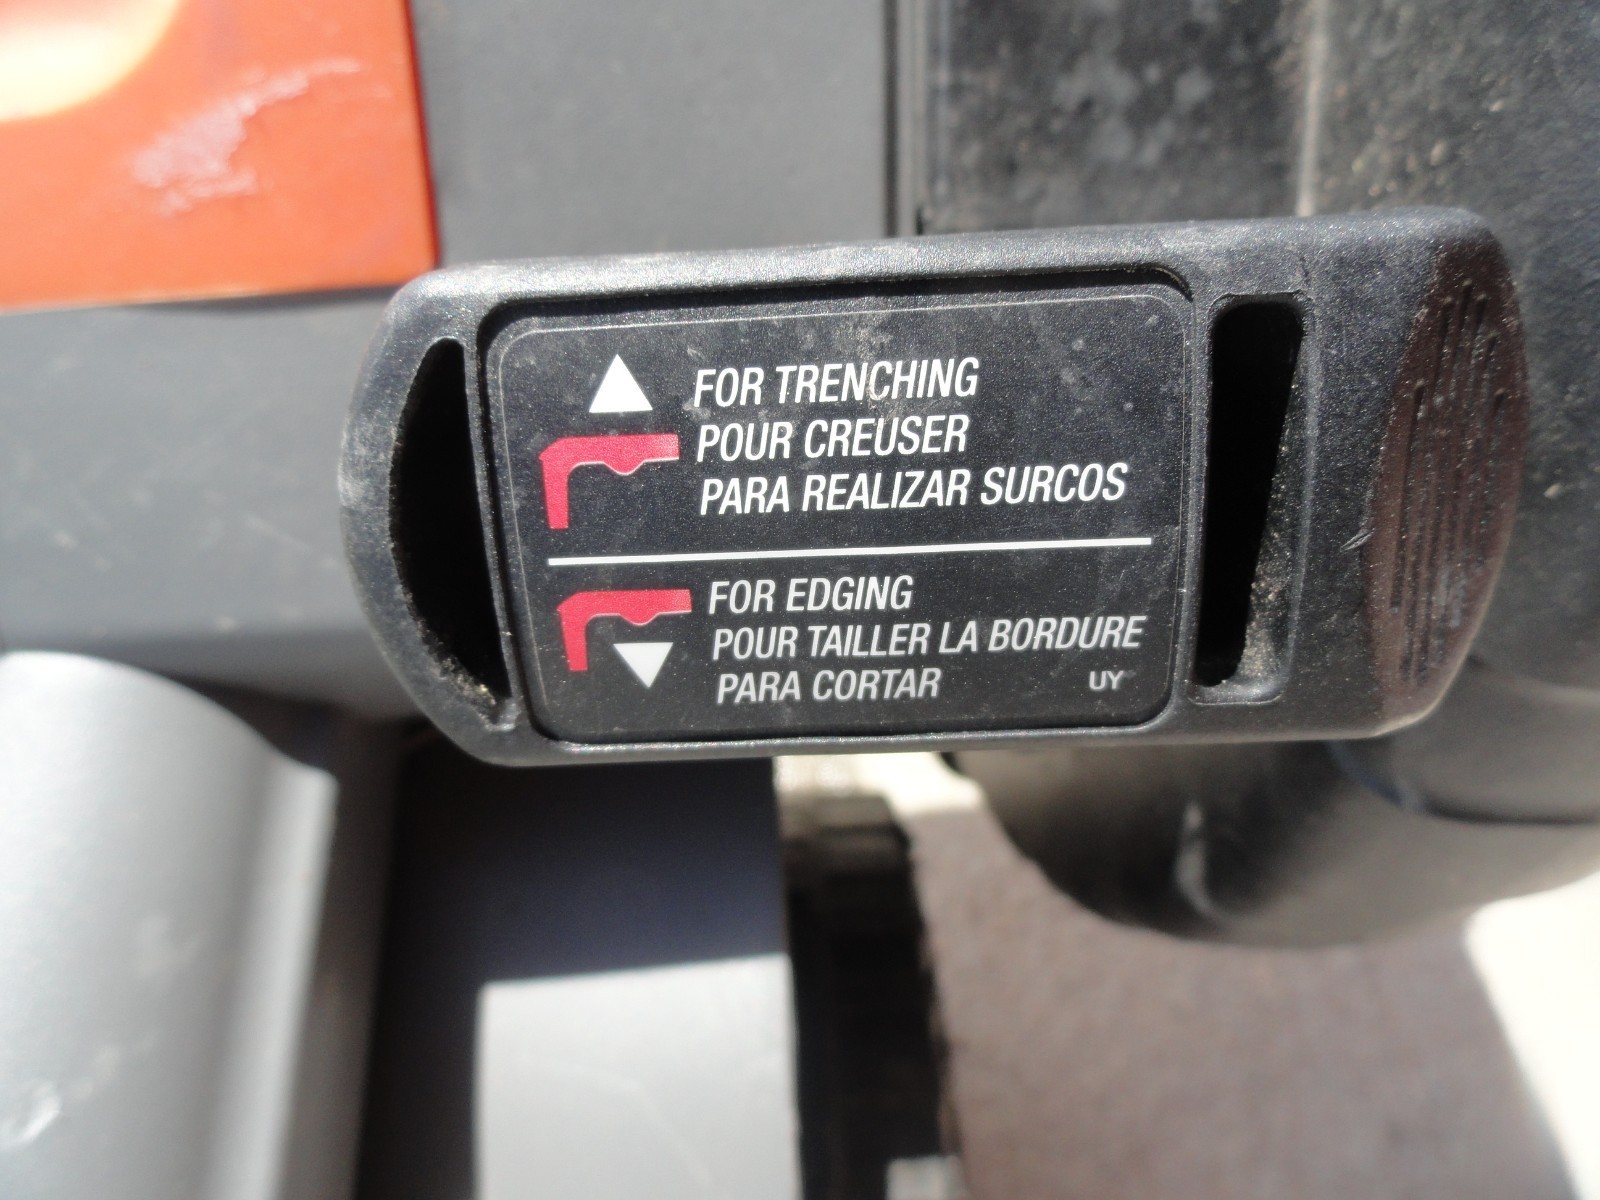 FOR TRENCHING
POUR CREUSER
PARA REALIZAR SURCOS
FOR EDGING
POUR TAILLER LA BORDURE
PARA CORTAR UY